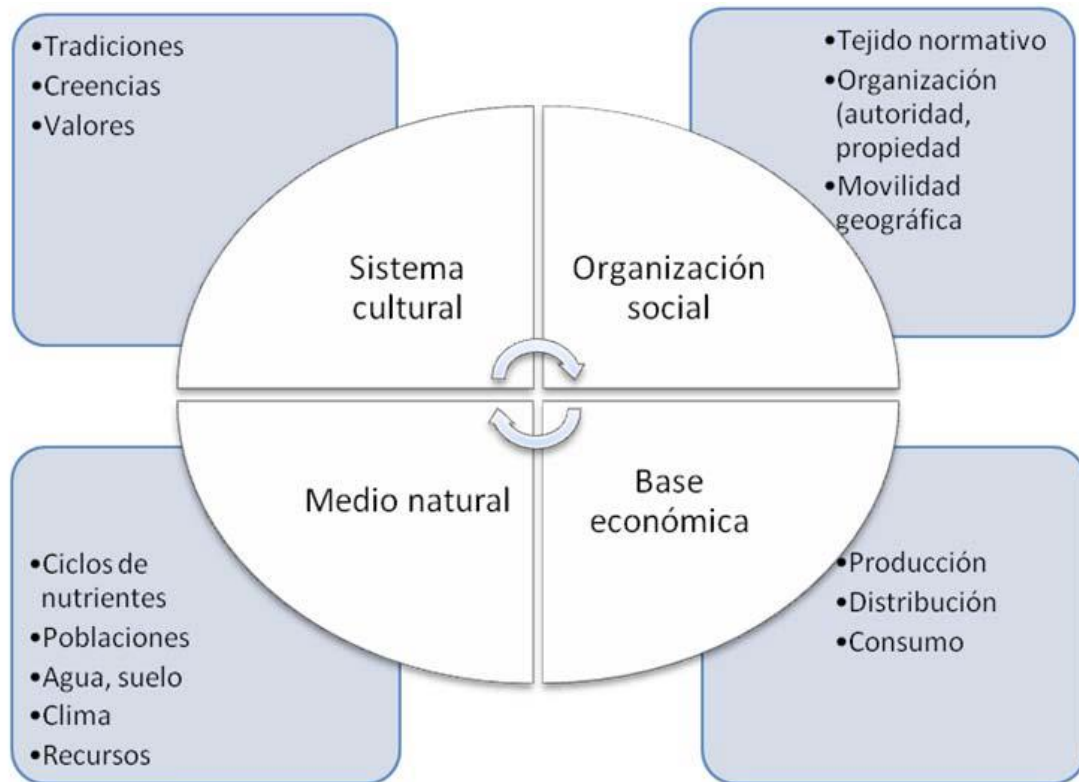 •Tradiciones
•Creencias
•Valores
•Tejido normativo
•Organización
(autoridad,
propiedad
•Movilidad
geográfica
Sistema
cultural
Organización
social
Medio natural
Base
económica
•Ciclos de
nutrientes
•Poblaciones
•Agua, suelo
•Clima
•Recursos
•Producción
•Distribución
•Consumo